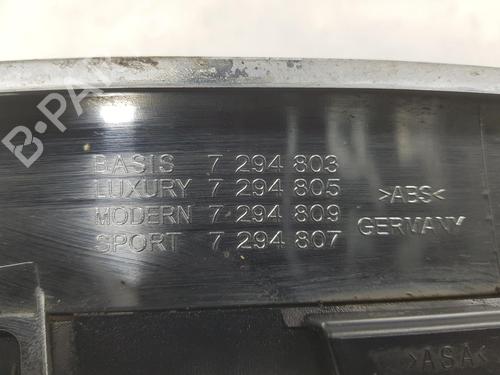 B-PARTS
BASIS 7 294 803
LUXURY 7 294 805
MODERN 7 294 809
SPORT 7 294 807
>ABS<
GERMANY
>ASA<